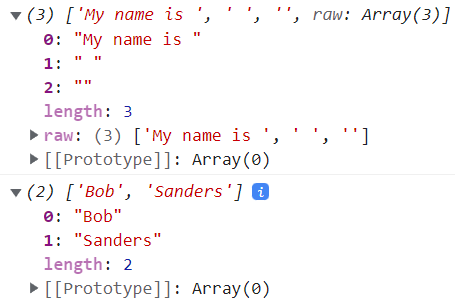 ▼ (3) ['My name is ', ' ', '', raw: Array(3)]
0: "My name is "
1: " "
2: ""
length: 3
▶ raw: (3) ['My name is ', ' ', '']
▶ [[Prototype]]: Array(0)
▼ (2) ['Bob', 'Sanders'] i
0: "Bob"
1: "Sanders"
length: 2
▶ [[Prototype]]: Array(0)